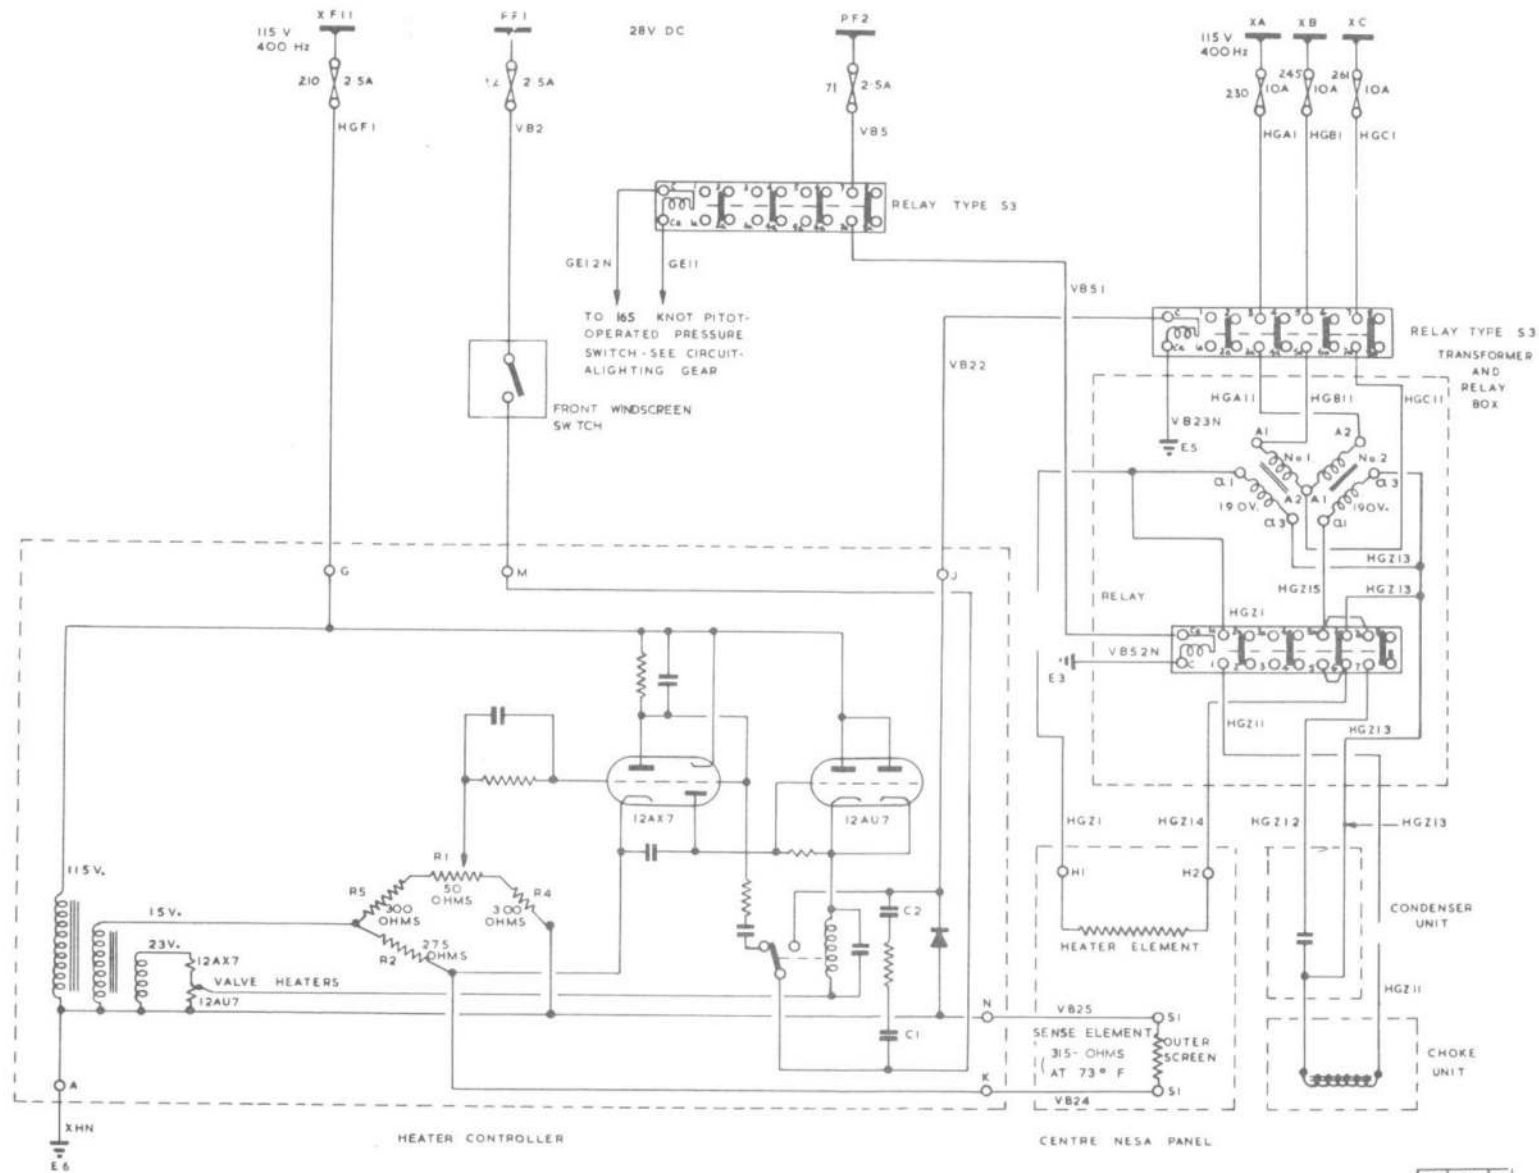 XF11
PF1
28V DC
PF2
XA XB XC
115 V
400 Hz
115 V
400 Hz
210 2·5A
2·5A
71 2·5A
230 10A
245 10A
261 10A
HGF1
VB2
VB5
HGA1
HGB1
HGC1
RELAY TYPE S3
GE12N
GE11
VB51
TO 165 KNOT PITOT-
OPERATED PRESSURE
SWITCH - SEE CIRCUIT-
ALIGHTING GEAR
RELAY TYPE S3
TRANSFORMER
AND
RELAY
BOX
VB22
HGA11
HGB11
HGC11
FRONT WINDSCREEN
SWITCH
VB23N
E5
A1
A2
No.1
No.2
a1
A2 A1
a3
190V.
190V.
a3
a1
HGZ13
G
M
J
RELAY
HGZ15
HGZ13
HGZ1
VB52N
E3
HGZ11
HGZ13
12AX7
12AU7
HGZ1
HGZ14
HGZ12
HGZ13
115V.
R1
50
OHMS
R5
300
OHMS
R4
300
OHMS
H1
H2
15V.
275
OHMS
R2
C2
HEATER ELEMENT
CONDENSER
UNIT
23V.
12AX7
VALVE HEATERS
12AU7
HGZ11
N
VB25
S1
SENSE ELEMENT
315- OHMS
AT 73° F
OUTER
SCREEN
C1
CHOKE
UNIT
A
K
VB24
S1
XHN
E6
HEATER CONTROLLER
CENTRE NESA PANEL